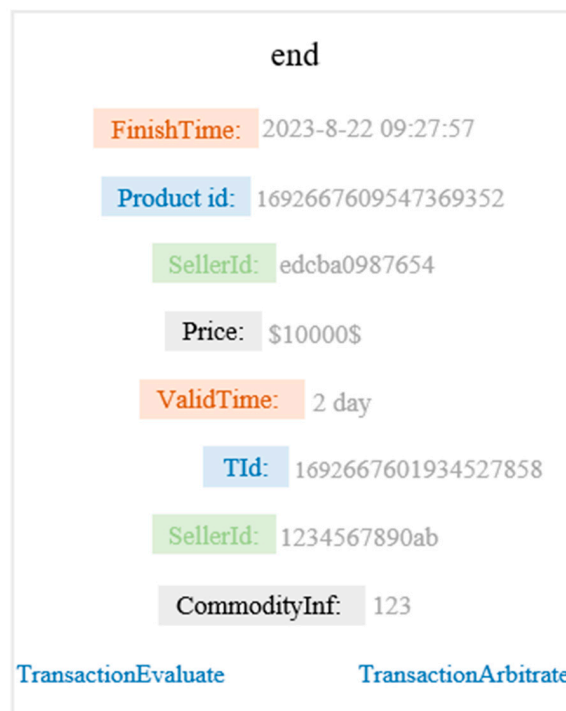 end
FinishTime: 2023-8-22 09:27:57
Product id: 1692667609547369352
SellerId: edcba0987654
Price: $10000$
ValidTime: 2 day
TId: 1692667601934527858
SellerId: 1234567890ab
CommodityInf: 123
TransactionEvaluate TransactionArbitrate